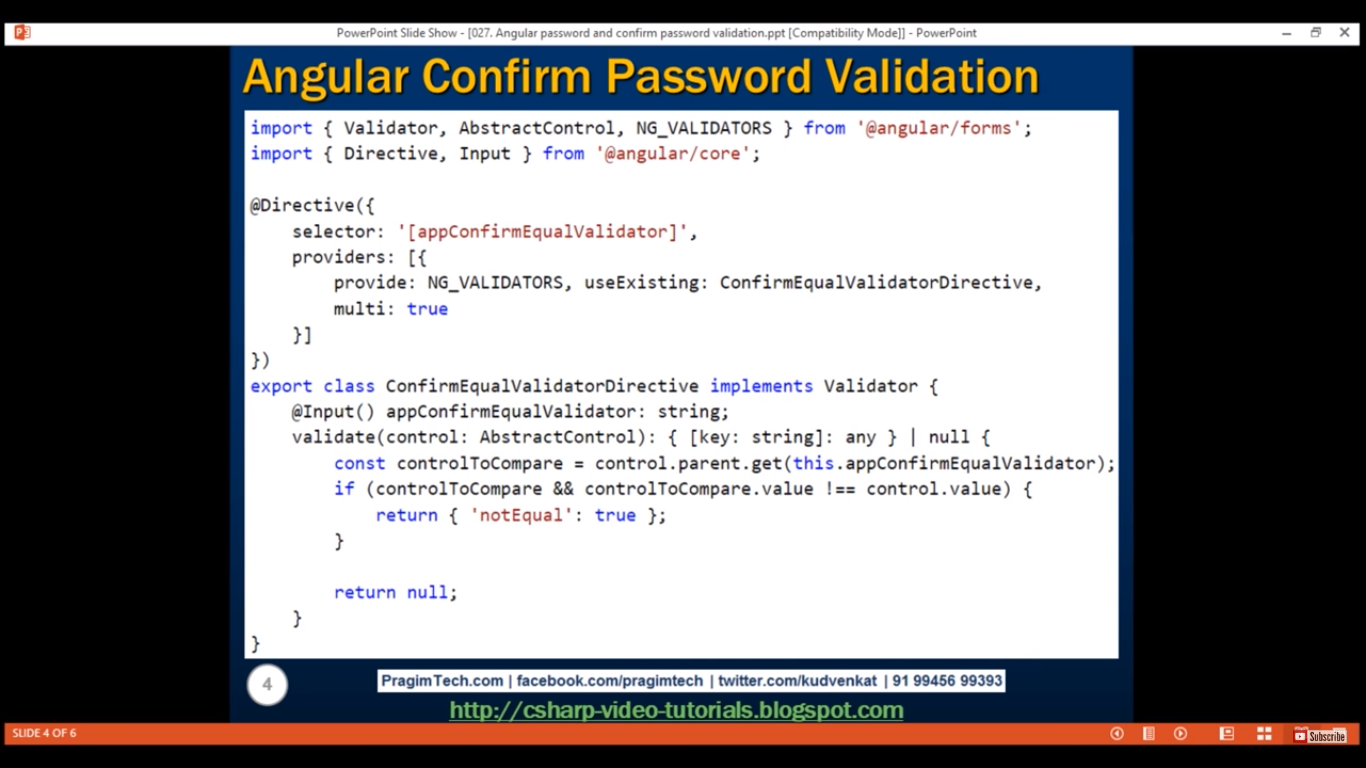 PowerPoint Slide Show - [027. Angular password and confirm password validation.ppt [Compatibility Mode]] - PowerPoint
Angular Confirm Password Validation
import { Validator, AbstractControl, NG_VALIDATORS } from '@angular/forms';
import { Directive, Input } from '@angular/core';
@Directive({
selector: '[appConfirmEqualValidator]',
providers: [{
provide: NG_VALIDATORS, useExisting: ConfirmEqualValidatorDirective,
multi: true
}]
})
export class ConfirmEqualValidatorDirective implements Validator {
@Input() appConfirmEqualValidator: string;
validate(control: AbstractControl): { [key: string]: any } | null {
const controlToCompare = control.parent.get(this.appConfirmEqualValidator);
if (controlToCompare && controlToCompare.value !== control.value) {
return { 'notEqual': true };
}
return null;
}
}
4
PragimTech.com | facebook.com/pragimtech | twitter.com/kudvenkat | 91 99456 99393
http://csharp-video-tutorials.blogspot.com
SLIDE 4 OF 6
Subscribe